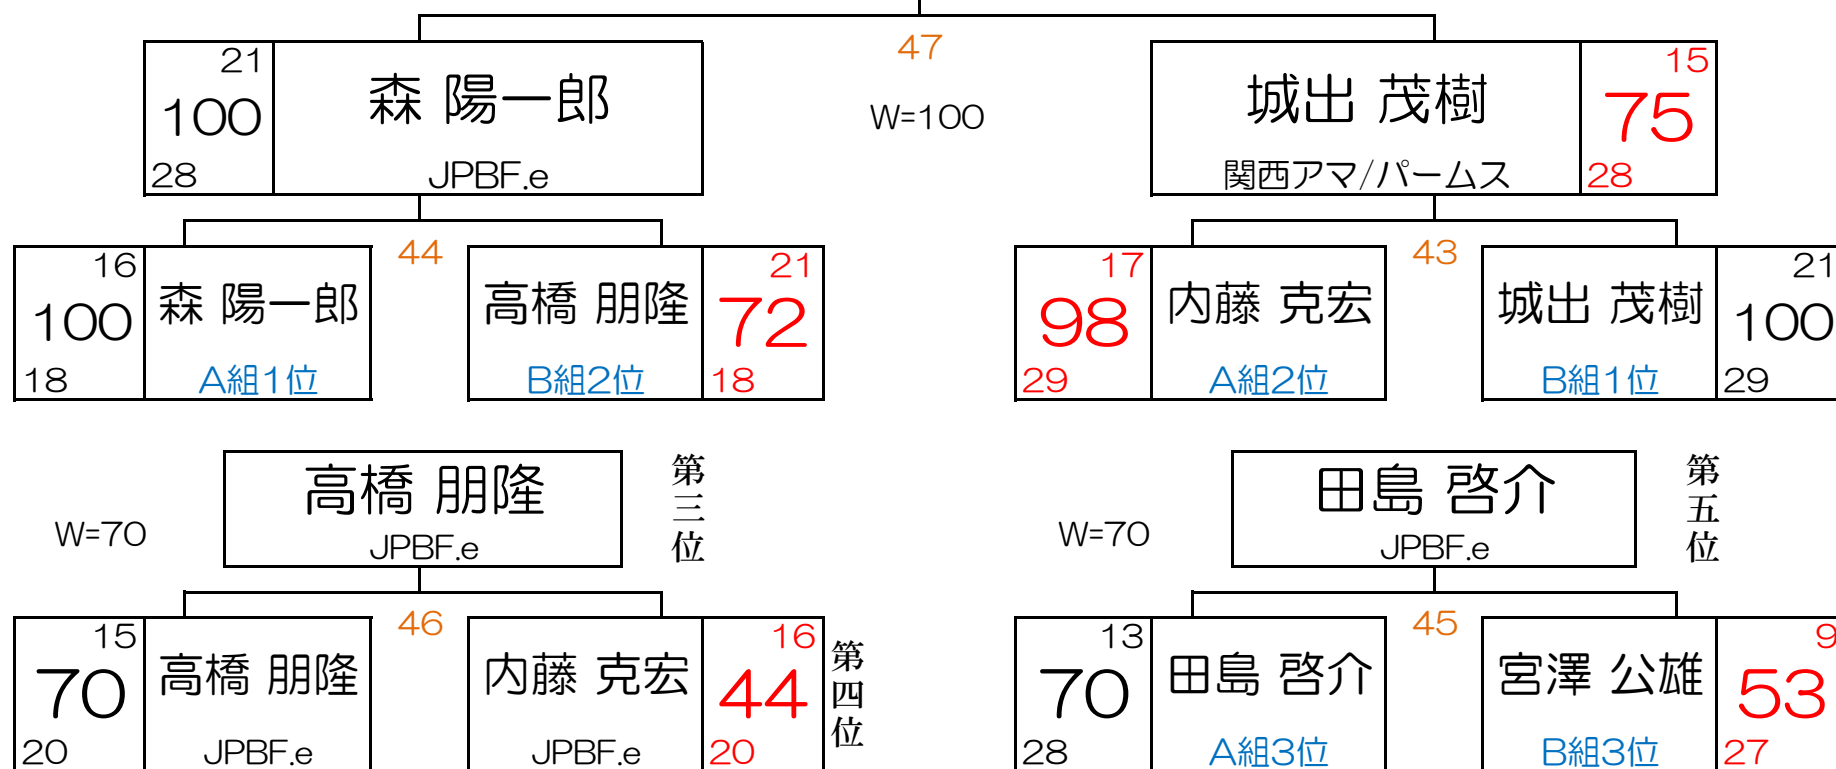 47
W=100
21
100
28
森 陽一郎
JPBF.e
城出 茂樹
関西アマ/パームス
15
75
28
44
16
100
18
森 陽一郎
A組1位
高橋 朋隆
B組2位
21
72
18
43
17
98
29
内藤 克宏
A組2位
城出 茂樹
B組1位
21
100
29
W=70
高橋 朋隆
JPBF.e
第三位
46
15
70
20
高橋 朋隆
JPBF.e
内藤 克宏
JPBF.e
16
44
20
第四位
W=70
田島 啓介
JPBF.e
第五位
45
13
70
28
田島 啓介
A組3位
宮澤 公雄
B組3位
9
53
27